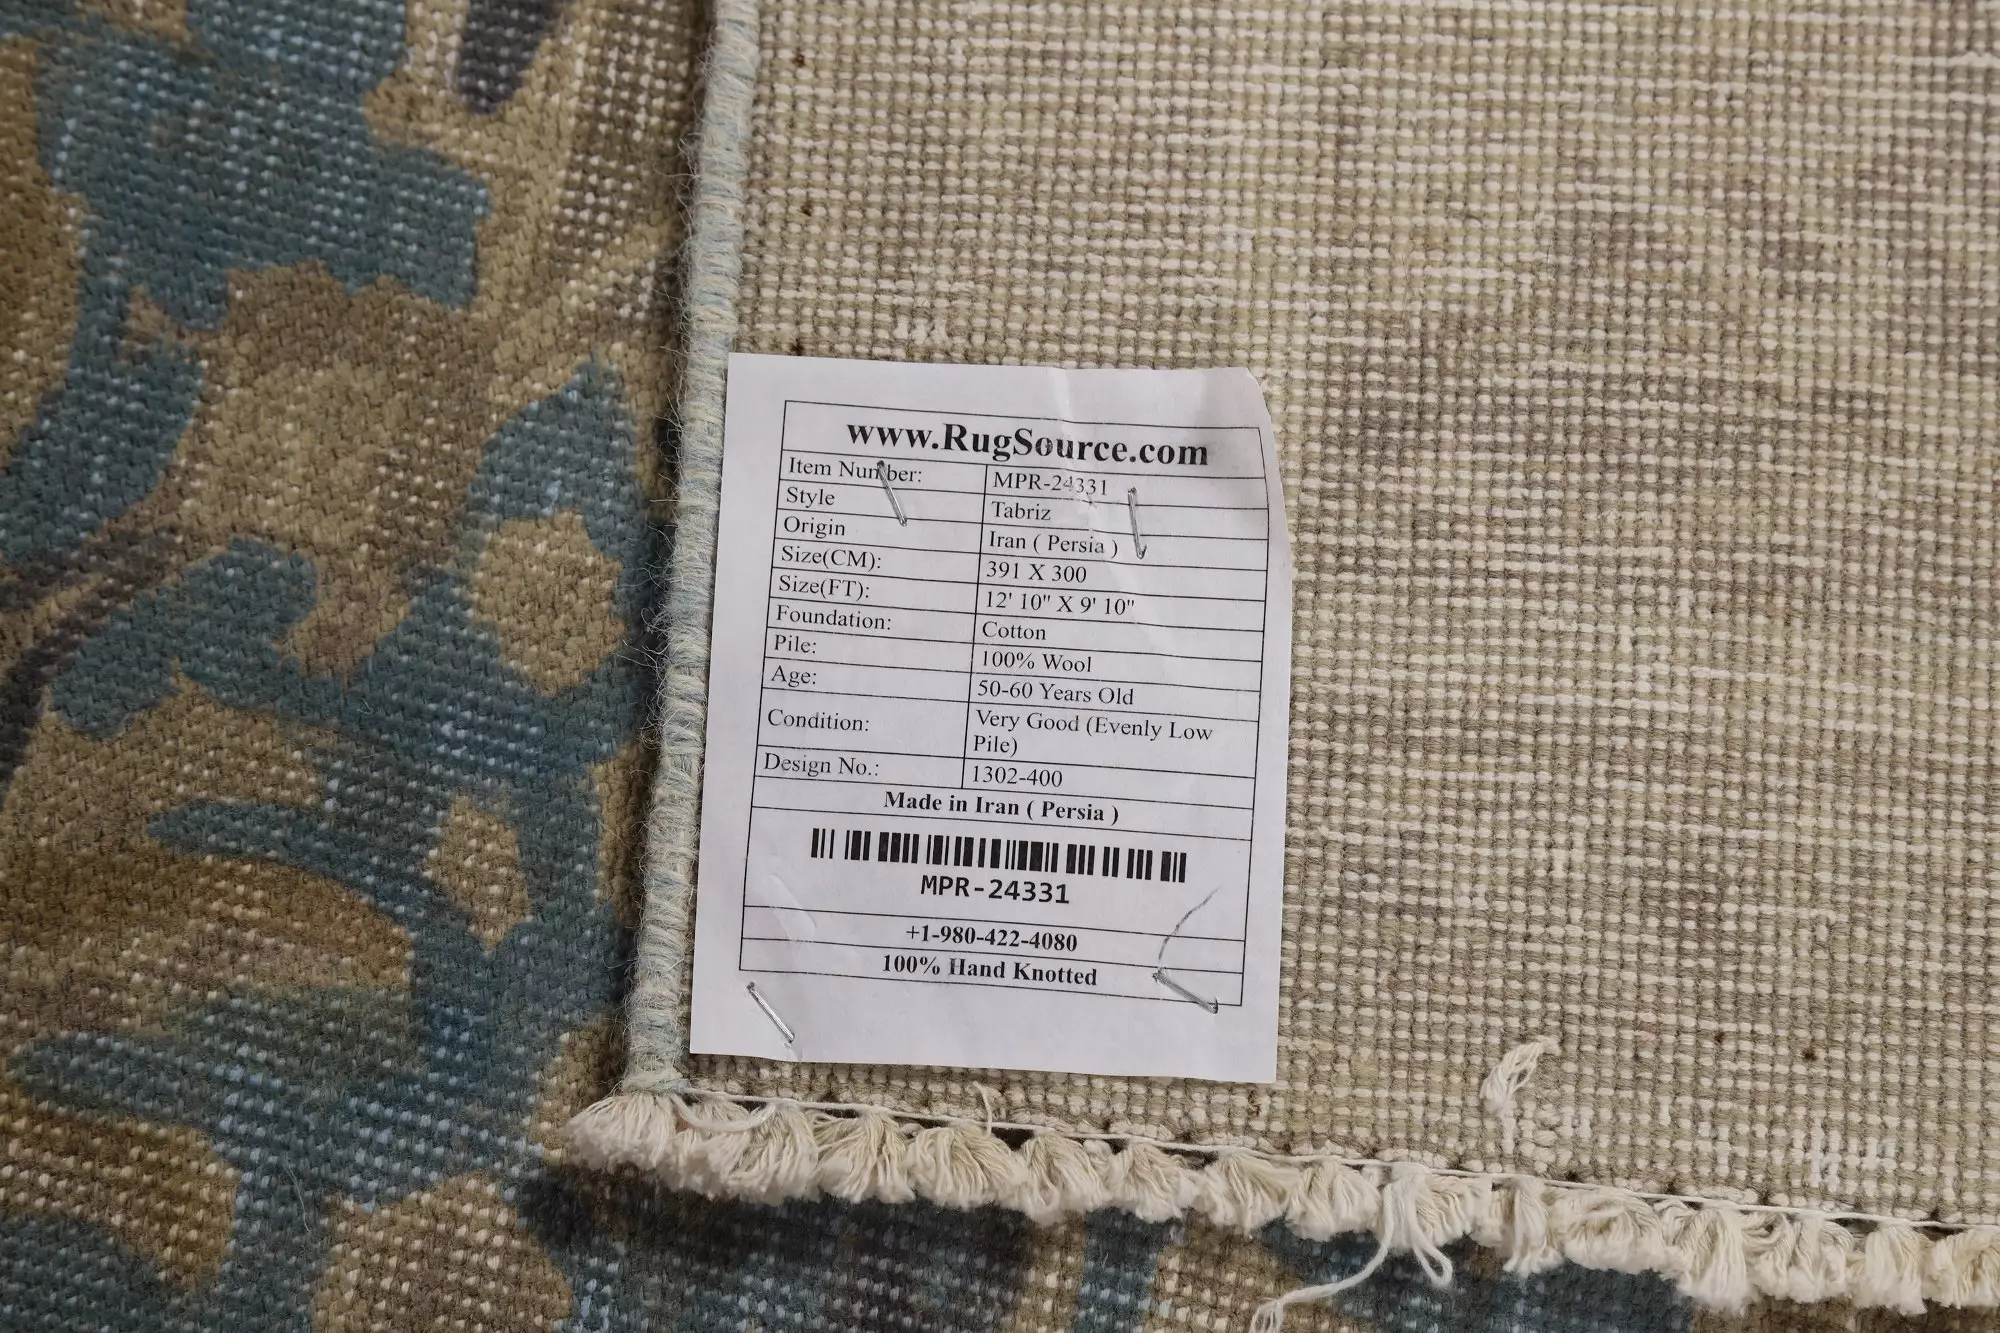 www.RugSource.com
Item Number: MPR-24331
Style Tabriz
Origin Iran ( Persia )
Size(CM): 391 X 300
Size(FT): 12' 10" X 9' 10"
Foundation: Cotton
Pile: 100% Wool
Age: 50-60 Years Old
Condition: Very Good (Evenly Low
Pile)
Design No.: 1302-400
Made in Iran ( Persia )
MPR-24331
+1-980-422-4080
100% Hand Knotted